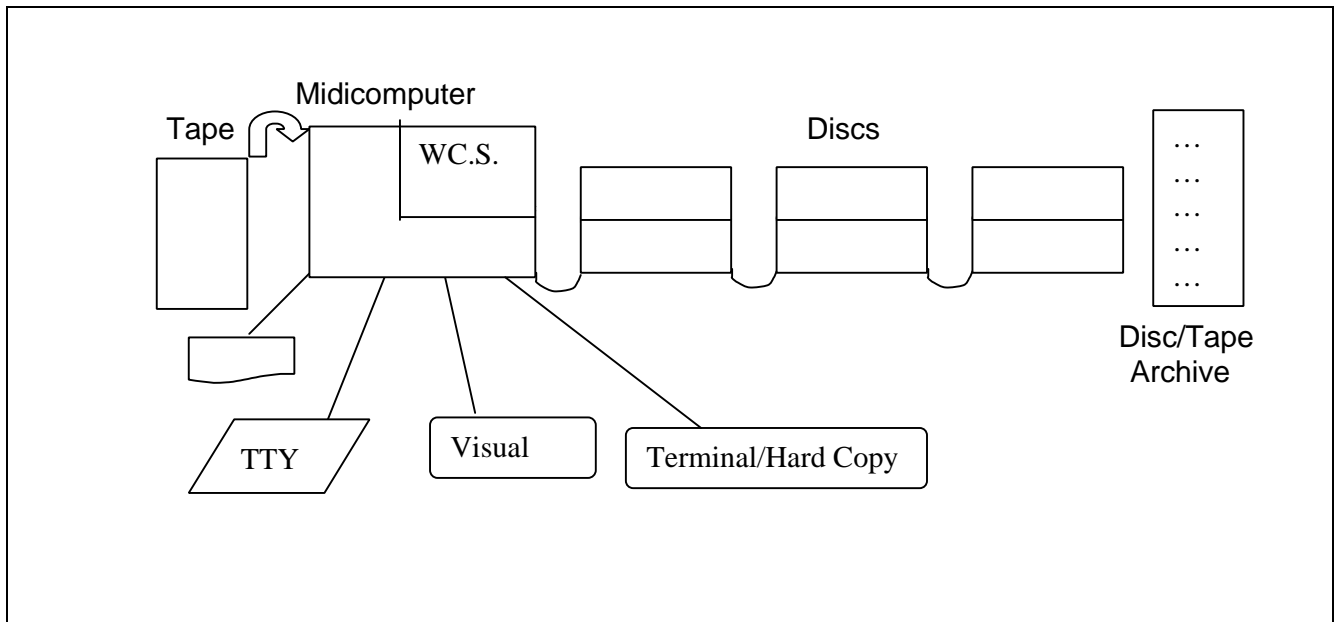 Midicomputer
Tape
Discs
WC.S.
…
…
…
…
…
Disc/Tape
Archive
TTY
Visual
Terminal/Hard Copy